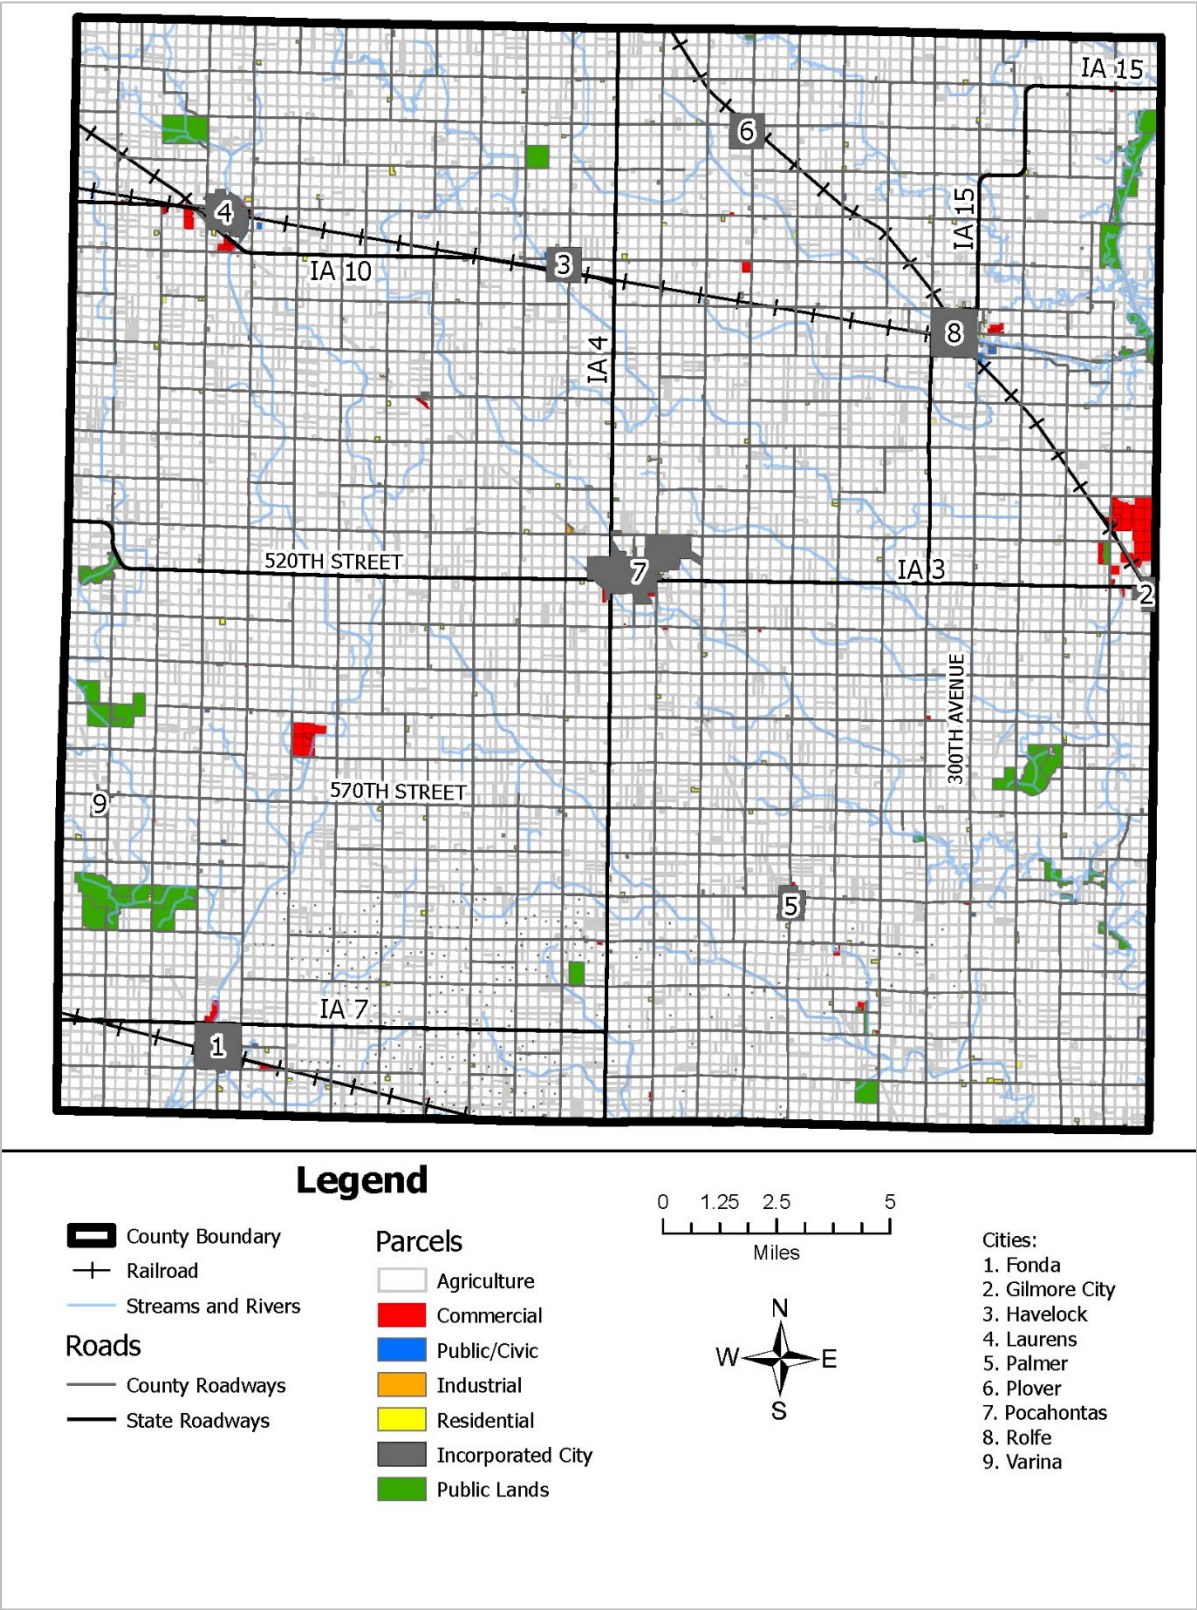 IA 15
6
IA 15
4
3
IA 10
8
IA 4
520TH STREET
7
IA 3
2
300TH AVENUE
570TH STREET
9
5
IA 7
1
Legend
County Boundary
Railroad
Streams and Rivers
Roads
County Roadways
State Roadways
Parcels
Agriculture
Commercial
Public/Civic
Industrial
Residential
Incorporated City
Public Lands
0 1.25 2.5 5
Miles
N
W E
S
Cities:
1. Fonda
2. Gilmore City
3. Havelock
4. Laurens
5. Palmer
6. Plover
7. Pocahontas
8. Rolfe
9. Varina